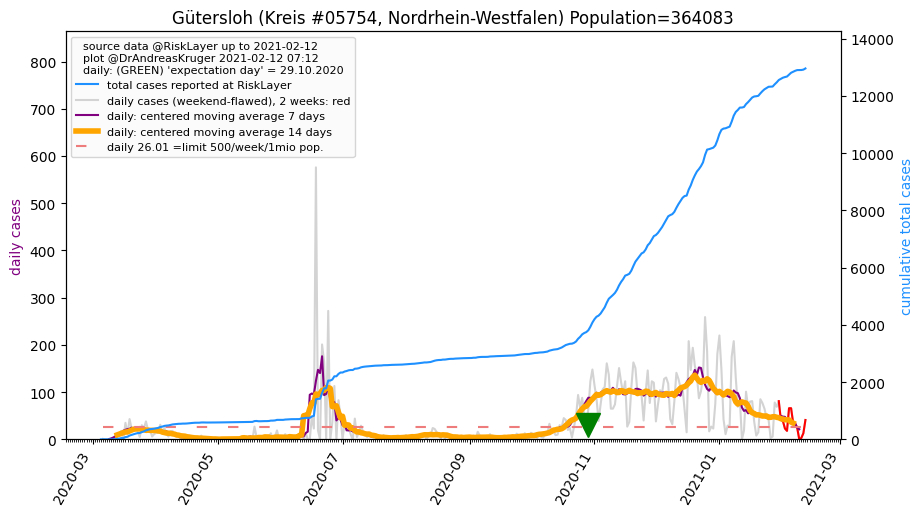 Gütersloh (Kreis #05754, Nordrhein-Westfalen) Population=364083
source data @RiskLayer up to 2021-02-12
plot @DrAndreasKruger 2021-02-12 07:12
daily: (GREEN) 'expectation day' = 29.10.2020
total cases reported at RiskLayer
daily cases (weekend-flawed), 2 weeks: red
daily: centered moving average 7 days
daily: centered moving average 14 days
daily 26.01 =limit 500/week/1mio pop.
daily cases
800
700
600
500
400
300
200
100
0
14000
12000
10000
8000
6000
4000
2000
0
cumulative total cases
2020-03
2020-05
2020-07
2020-09
2020-11
2021-01
2021-03